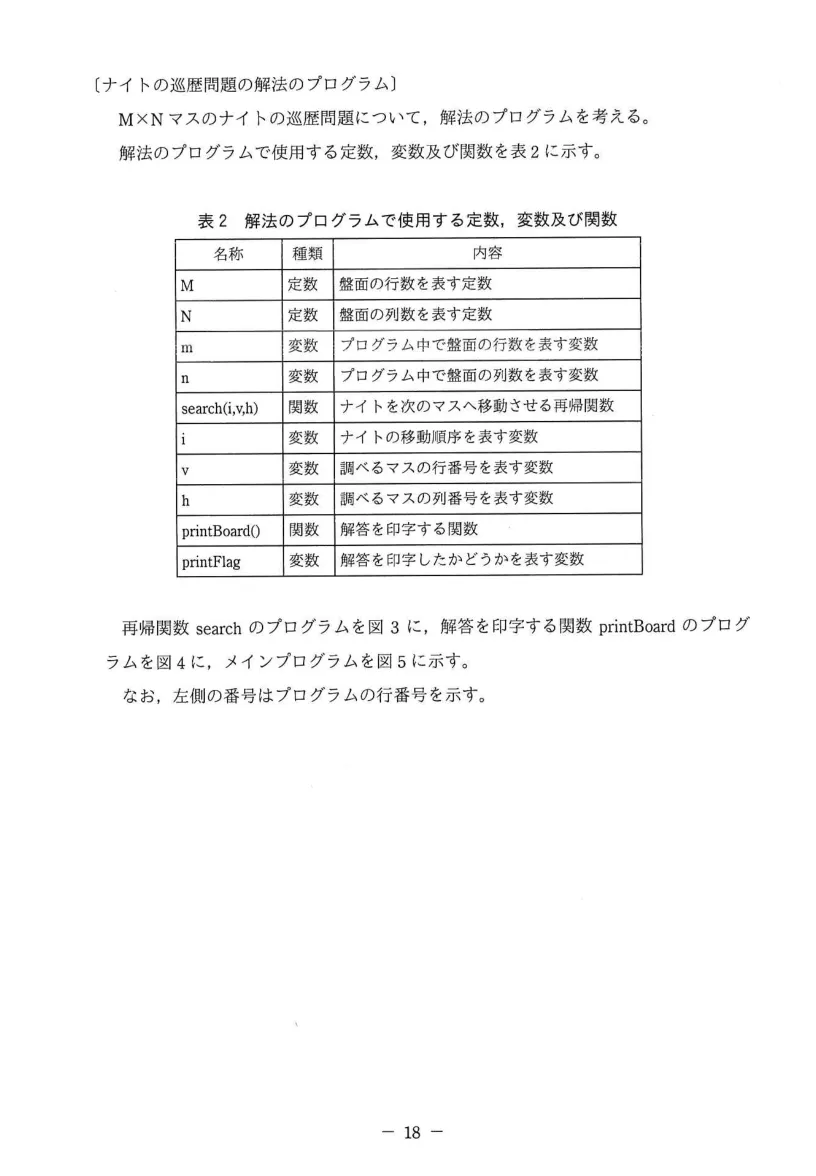 〔ナイトの巡歴問題の解法のプログラム〕
M×N マスのナイトの巡歴問題について，解法のプログラムを考える。
解法のプログラムで使用する定数，変数及び関数を表 2 に示す。
表 2　解法のプログラムで使用する定数，変数及び関数
名称 種類 内容
M 定数 盤面の行数を表す定数
N 定数 盤面の列数を表す定数
m 変数 プログラム中で盤面の行数を表す変数
n 変数 プログラム中で盤面の列数を表す変数
search(i,v,h) 関数 ナイトを次のマスへ移動させる再帰関数
i 変数 ナイトの移動順序を表す変数
v 変数 調べるマスの行番号を表す変数
h 変数 調べるマスの列番号を表す変数
printBoard() 関数 解答を印字する関数
printFlag 変数 解答を印字したかどうかを表す変数
再帰関数 search のプログラムを図 3 に，解答を印字する関数 printBoard のプログ
ラムを図 4 に，メインプログラムを図 5 に示す。
なお，左側の番号はプログラムの行番号を示す。
－ 18 －